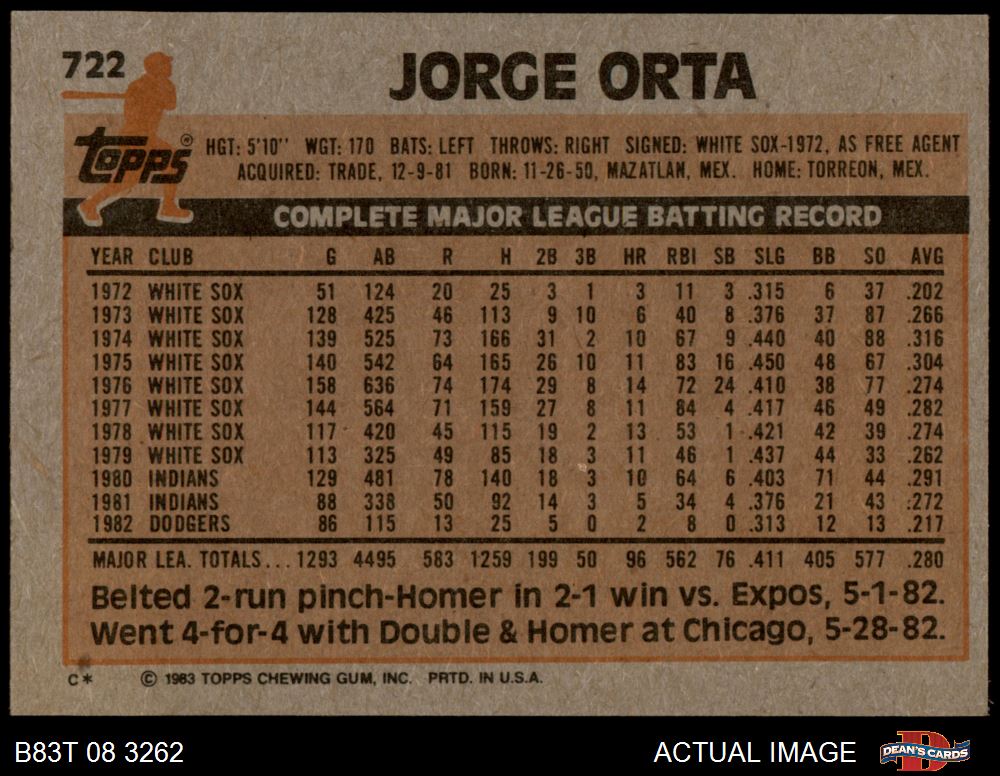 722 JORGE ORTA
TOPPS ®
HGT: 5'10" WGT: 170 BATS: LEFT THROWS: RIGHT SIGNED: WHITE SOX-1972, AS FREE AGENT
ACQUIRED: TRADE, 12-9-81 BORN: 11-26-50, MAZATLAN, MEX. HOME: TORREON, MEX.
COMPLETE MAJOR LEAGUE BATTING RECORD
YEAR CLUB G AB R H 2B 3B HR RBI SB SLG BB SO AVG
1972 WHITE SOX 51 124 20 25 3 1 3 11 3 .315 6 37 .202
1973 WHITE SOX 128 425 46 113 9 10 6 40 8 .376 37 87 .266
1974 WHITE SOX 139 525 73 166 31 2 10 67 9 .440 40 88 .316
1975 WHITE SOX 140 542 64 165 26 10 11 83 16 .450 48 67 .304
1976 WHITE SOX 158 636 74 174 29 8 14 72 24 .410 38 77 .274
1977 WHITE SOX 144 564 71 159 27 8 11 84 4 .417 46 49 .282
1978 WHITE SOX 117 420 45 115 19 2 13 53 1 .421 42 39 .274
1979 WHITE SOX 113 325 49 85 18 3 11 46 1 .437 44 33 .262
1980 INDIANS 129 481 78 140 18 3 10 64 6 .403 71 44 .291
1981 INDIANS 88 338 50 92 14 3 5 34 4 .376 21 43 .272
1982 DODGERS 86 115 13 25 5 0 2 8 0 .313 12 13 .217
MAJOR LEA. TOTALS... 1293 4495 583 1259 199 50 96 562 76 .411 405 577 .280
Belted 2-run pinch-Homer in 2-1 win vs. Expos, 5-1-82.
Went 4-for-4 with Double & Homer at Chicago, 5-28-82.
C* © 1983 TOPPS CHEWING GUM, INC. PRTD. IN U.S.A.
B83T 08 3262 ACTUAL IMAGE D DEAN'S CARDS